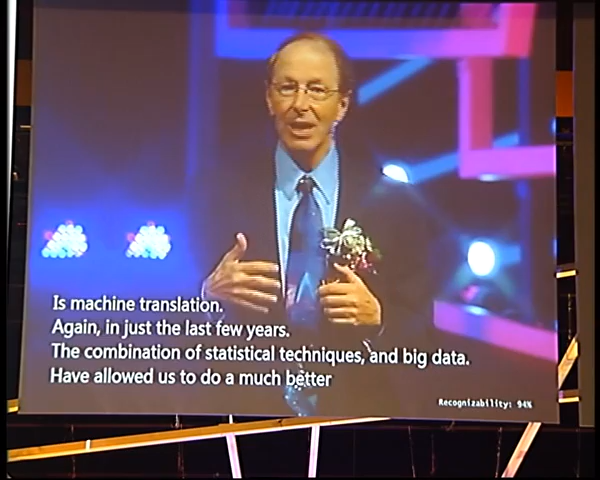 Is machine translation.
Again, in just the last few years.
The combination of statistical techniques, and big data.
Have allowed us to do a much better
Recognizability: 94%